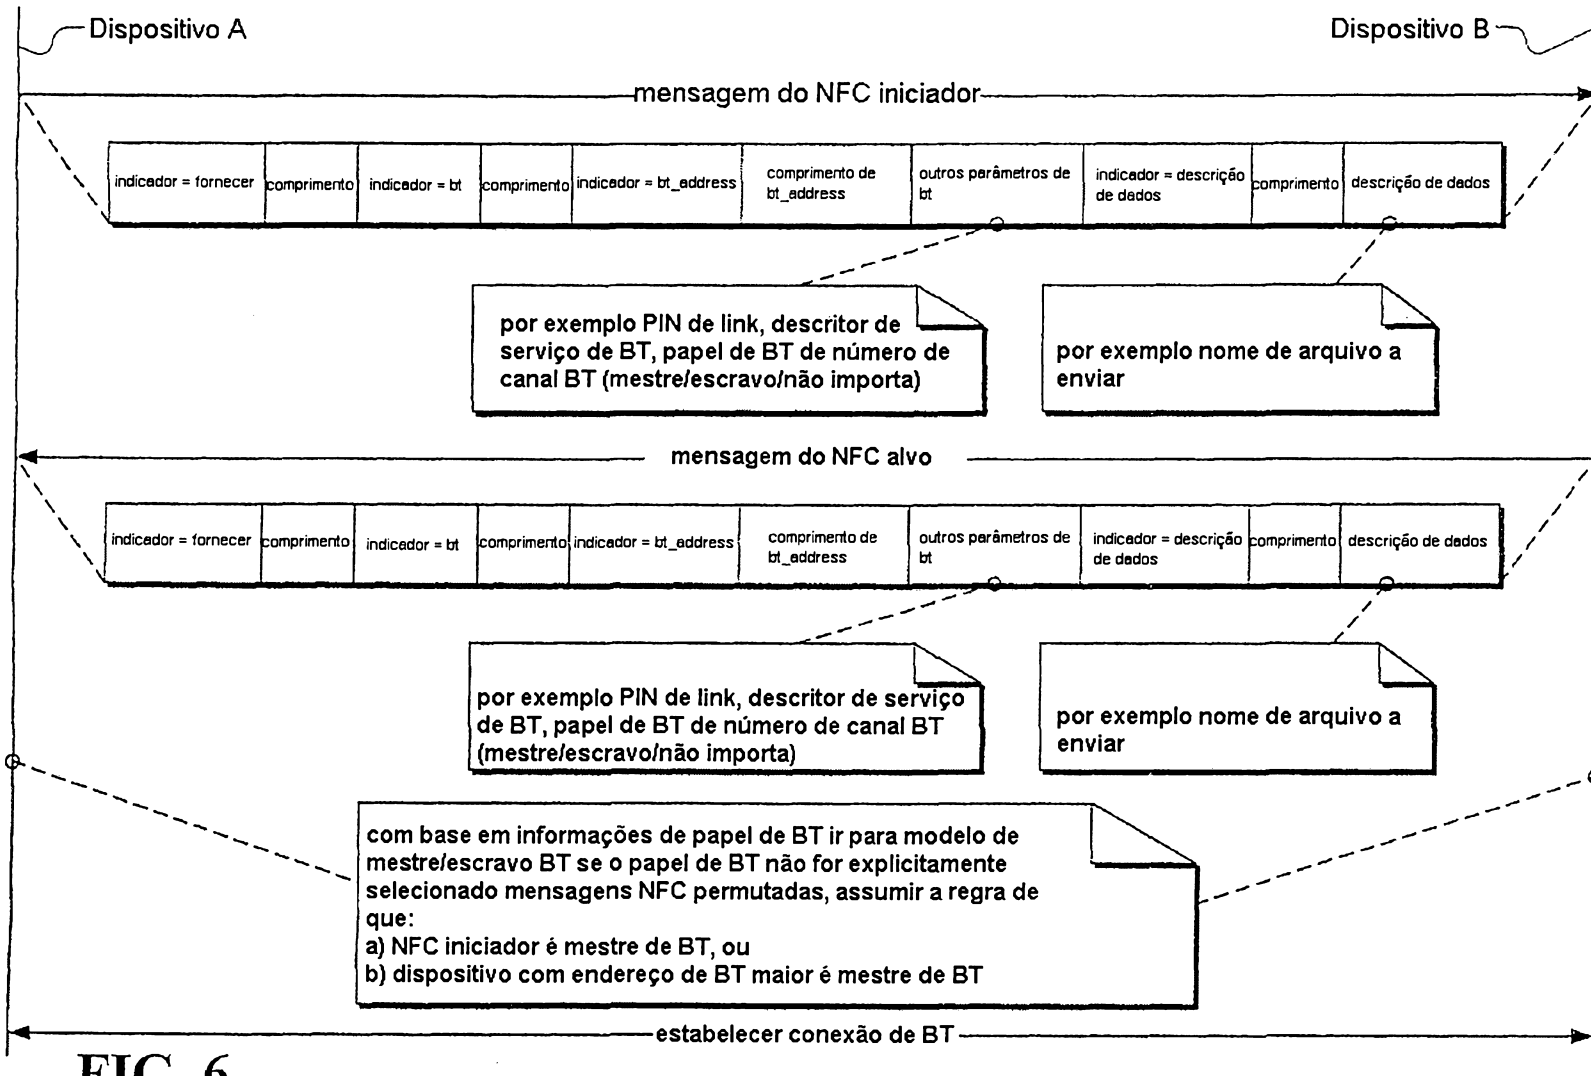 Dispositivo A
Dispositivo B
mensagem do NFC iniciador
indicador = fornecer
comprimento
indicador = bt
comprimento
indicador = bt_address
comprimento de
bt_address
outros parâmetros de
bt
indicador = descrição
de dados
comprimento
descrição de dados
por exemplo PIN de link, descritor de
serviço de BT, papel de BT de número de
canal BT (mestre/escravo/não importa)
por exemplo nome de arquivo a
enviar
mensagem do NFC alvo
indicador = fornecer
comprimento
indicador = bt
comprimento
indicador = bt_address
comprimento de
bt_address
outros parâmetros de
bt
indicador = descrição
de dados
comprimento
descrição de dados
por exemplo PIN de link, descritor de serviço
de BT, papel de BT de número de canal BT
(mestre/escravo/não importa)
por exemplo nome de arquivo a
enviar
com base em informações de papel de BT ir para modelo de
mestre/escravo BT se o papel de BT não for explicitamente
selecionado mensagens NFC permutadas, assumir a regra de
que:
a) NFC iniciador é mestre de BT, ou
b) dispositivo com endereço de BT maior é mestre de BT
estabelecer conexão de BT
FIG. 6